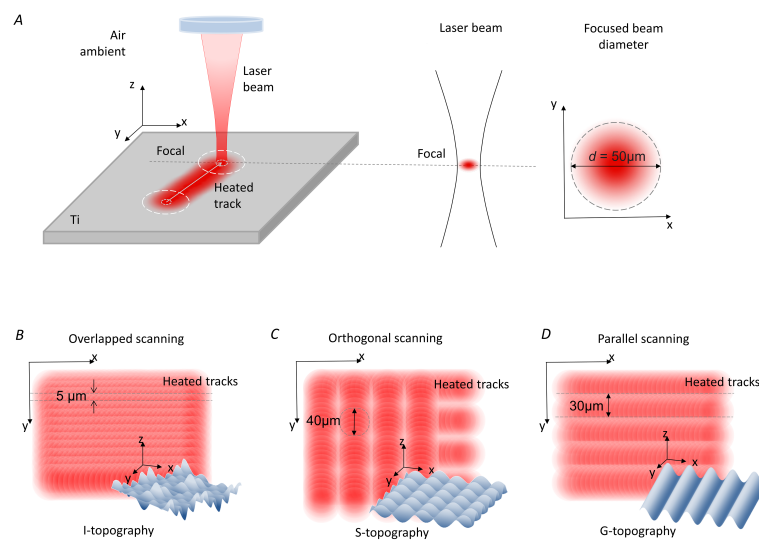 A
Air
ambient
Laser
beam
z
x
y
Focal
Heated
track
Ti
Laser beam
Focal
Focused beam
diameter
y
d = 50µm
x
B
Overlapped scanning
x
Heated tracks
5 µm
y
z
y
x
I-topography
C
Orthogonal scanning
x
Heated tracks
40µm
y
z
y
x
S-topography
D
Parallel scanning
x
Heated tracks
30µm
y
z
y
x
G-topography